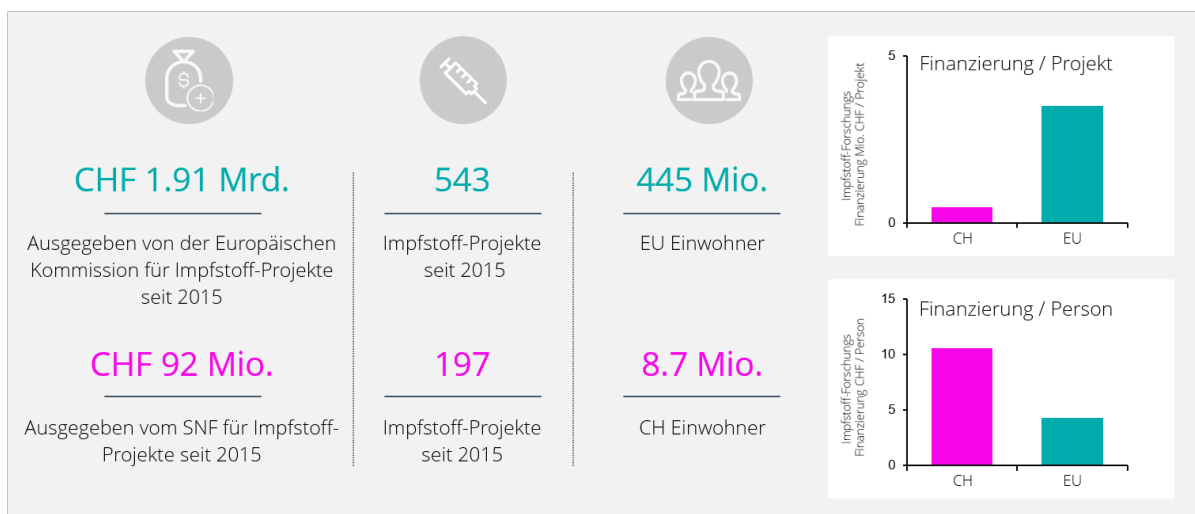 $
CHF 1.91 Mrd.
Ausgegeben von der Europäischen
Kommission für Impfstoff-Projekte
seit 2015
543
Impfstoff-Projekte
seit 2015
445 Mio.
EU Einwohner
CHF 92 Mio.
Ausgegeben vom SNF für Impfstoff-
Projekte seit 2015
197
Impfstoff-Projekte
seit 2015
8.7 Mio.
CH Einwohner
Finanzierung / Projekt
Impfstoff-Forschungs
Finanzierung Mio. CHF / Projekt
5
0
CH
EU
Finanzierung / Person
Impfstoff-Forschungs
Finanzierung CHF / Person
15
10
5
0
CH
EU